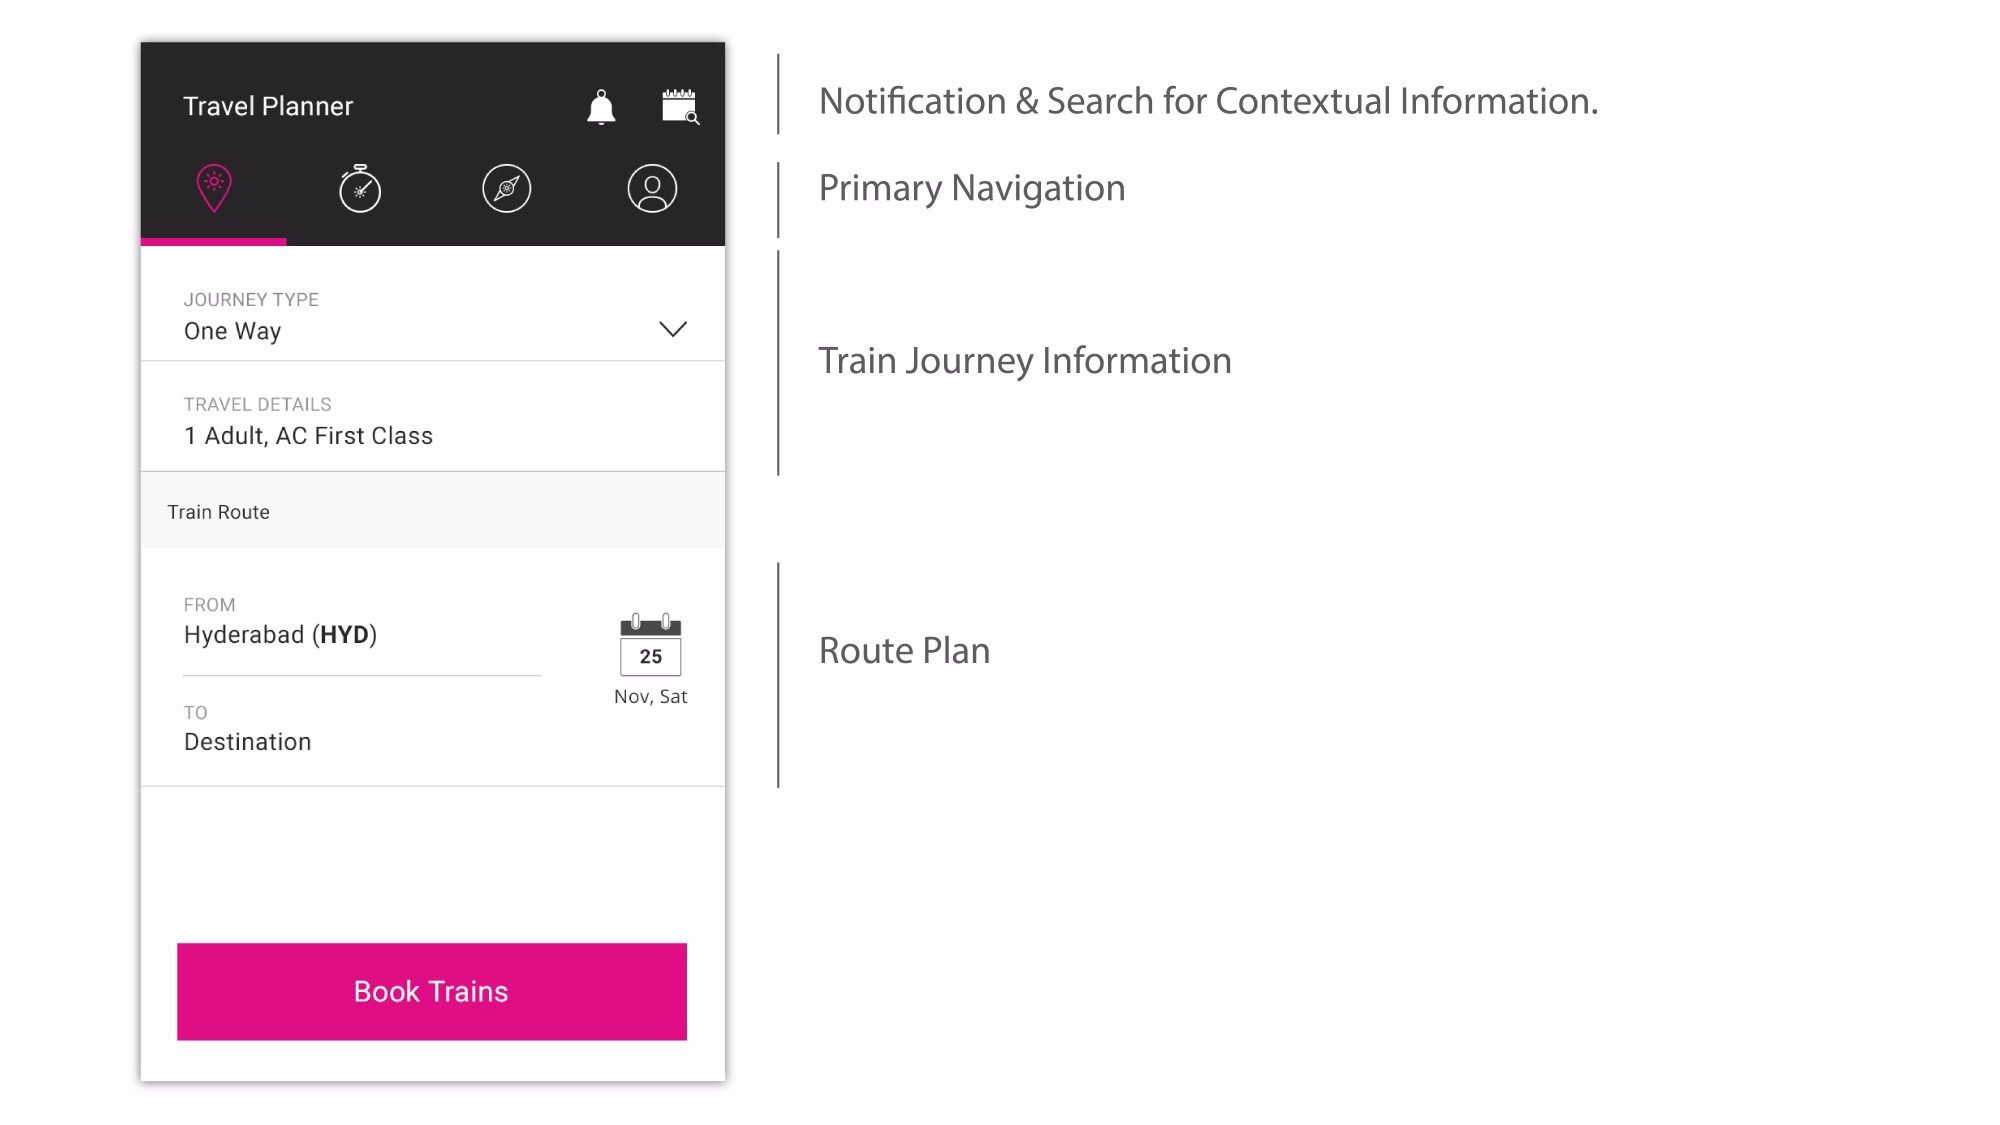 Travel Planner
Notification & Search for Contextual Information.
Primary Navigation
JOURNEY TYPE
One Way
Train Journey Information
TRAVEL DETAILS
1 Adult, AC First Class
Train Route
FROM
Hyderabad (HYD)
25
Nov, Sat
Route Plan
TO
Destination
Book Trains